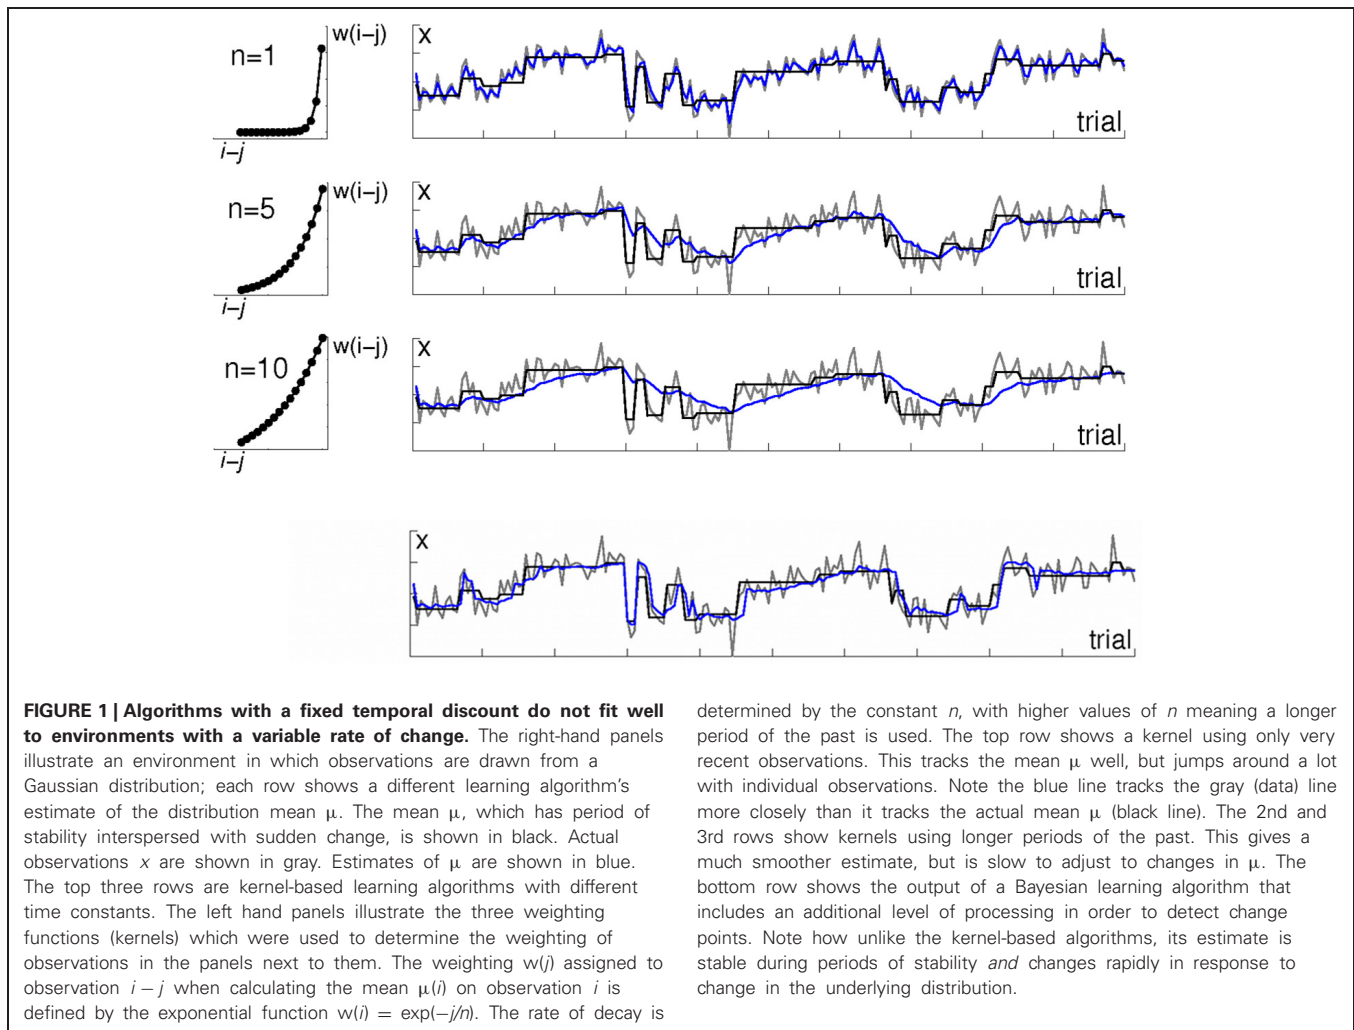 n=1
w(i–j)
x
trial
i–j
n=5
w(i–j)
x
trial
i–j
n=10
w(i–j)
x
trial
i–j
x
trial
FIGURE 1 | Algorithms with a fixed temporal discount do not fit well
to environments with a variable rate of change. The right-hand panels
illustrate an environment in which observations are drawn from a
Gaussian distribution; each row shows a different learning algorithm's
estimate of the distribution mean μ. The mean μ, which has period of
stability interspersed with sudden change, is shown in black. Actual
observations x are shown in gray. Estimates of μ are shown in blue.
The top three rows are kernel-based learning algorithms with different
time constants. The left hand panels illustrate the three weighting
functions (kernels) which were used to determine the weighting of
observations in the panels next to them. The weighting w(j) assigned to
observation i − j when calculating the mean μ(i) on observation i is
defined by the exponential function w(i) = exp(−j/n). The rate of decay is
determined by the constant n, with higher values of n meaning a longer
period of the past is used. The top row shows a kernel using only very
recent observations. This tracks the mean μ well, but jumps around a lot
with individual observations. Note the blue line tracks the gray (data) line
more closely than it tracks the actual mean μ (black line). The 2nd and
3rd rows show kernels using longer periods of the past. This gives a
much smoother estimate, but is slow to adjust to changes in μ. The
bottom row shows the output of a Bayesian learning algorithm that
includes an additional level of processing in order to detect change
points. Note how unlike the kernel-based algorithms, its estimate is
stable during periods of stability and changes rapidly in response to
change in the underlying distribution.